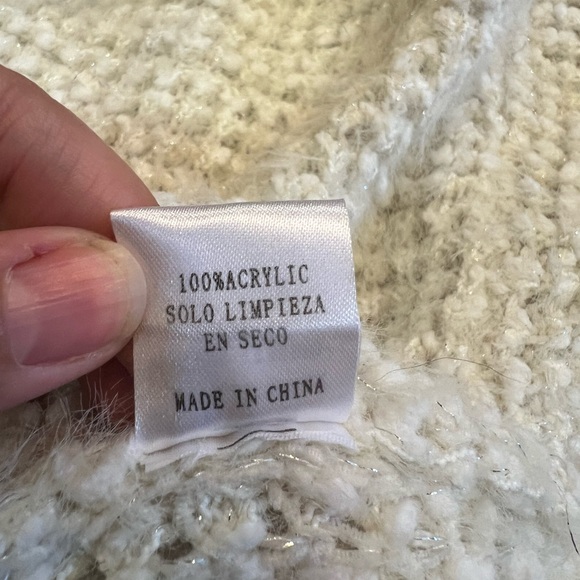 100%ACRYLIC
SOLO LIMPIEZA
EN SECO
MADE IN CHINA